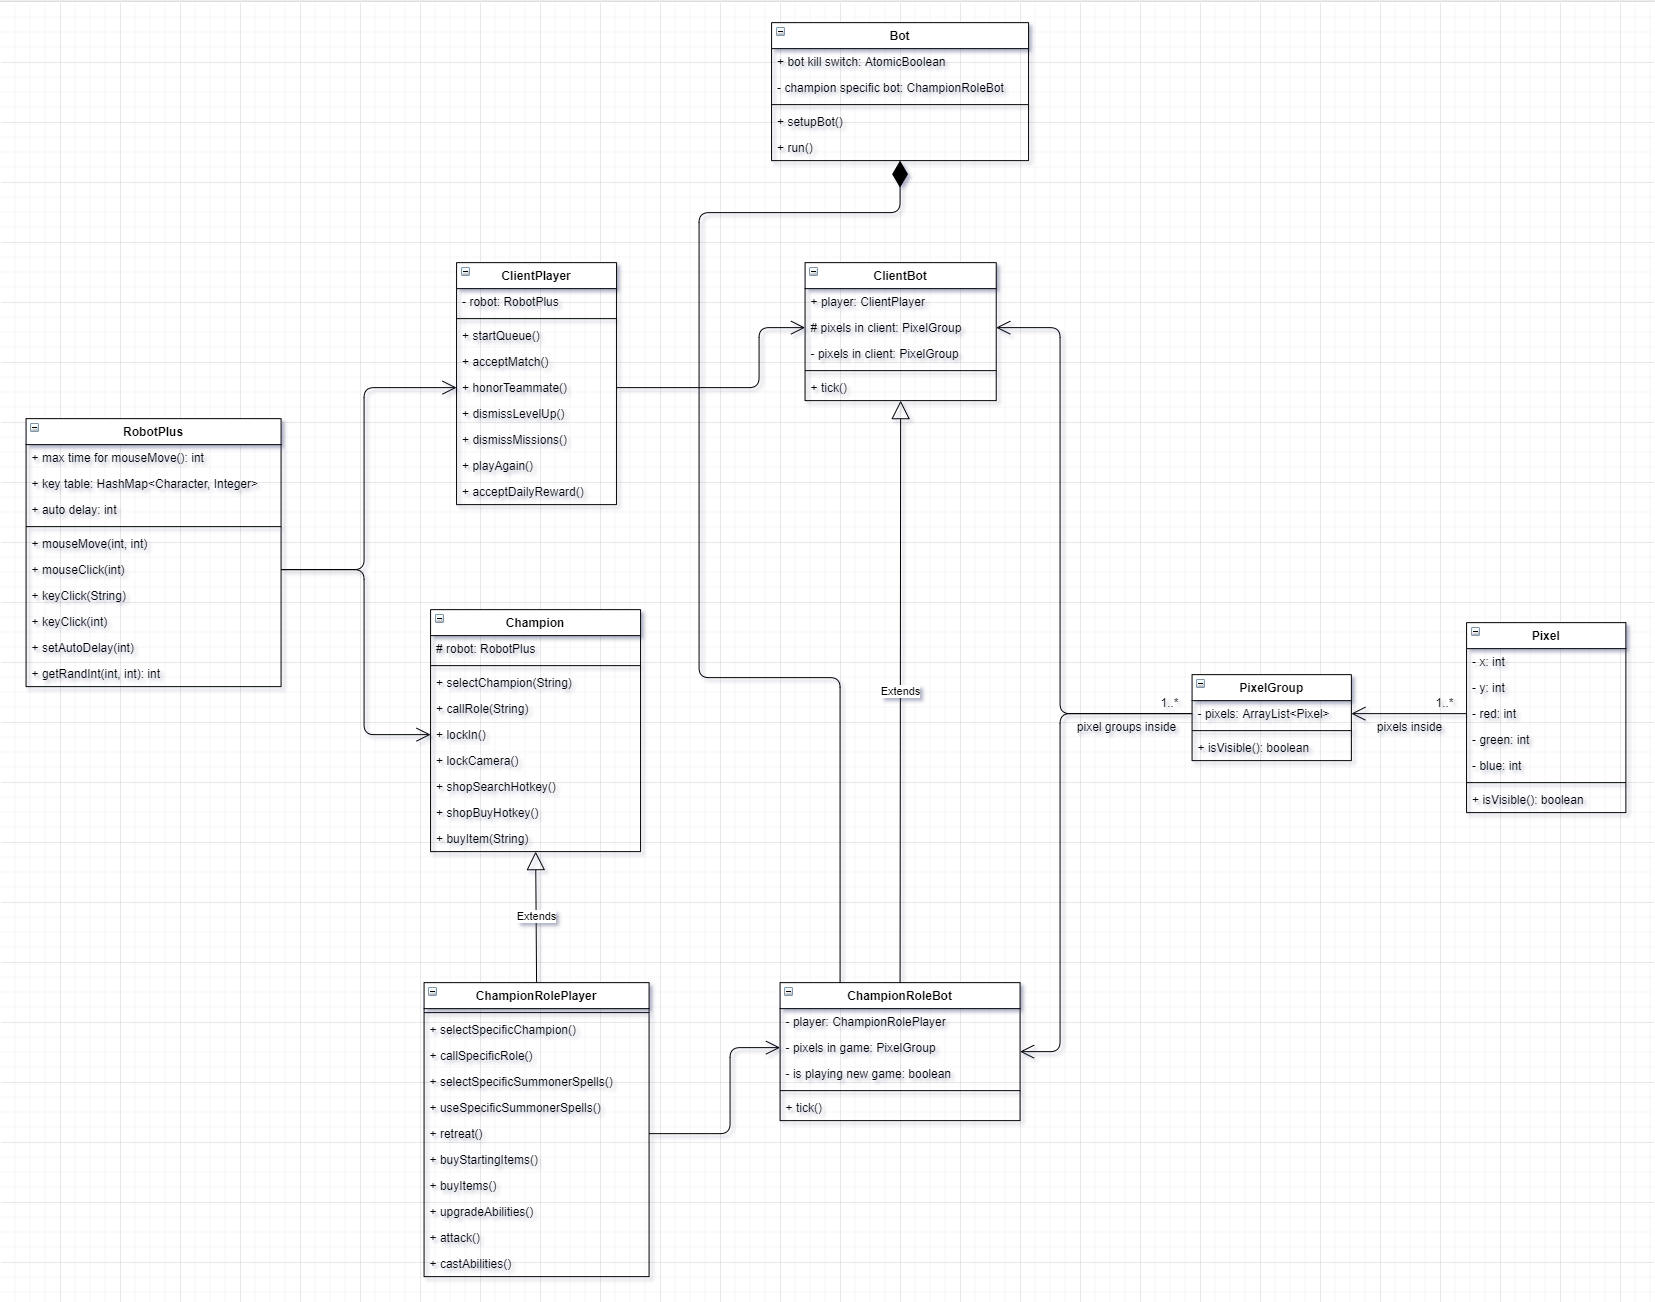 Bot
+ bot kill switch: AtomicBoolean
- champion specific bot: ChampionRoleBot
+ setupBot()
+ run()
ClientPlayer
- robot: RobotPlus
+ startQueue()
+ acceptMatch()
+ honorTeammate()
+ dismissLevelUp()
+ dismissMissions()
+ playAgain()
+ acceptDailyReward()
ClientBot
+ player: ClientPlayer
# pixels in client: PixelGroup
- pixels in client: PixelGroup
+ tick()
RobotPlus
+ max time for mouseMove(): int
+ key table: HashMap<Character, Integer>
+ auto delay: int
+ mouseMove(int, int)
+ mouseClick(int)
+ keyClick(String)
+ keyClick(int)
+ setAutoDelay(int)
+ getRandInt(int, int): int
Champion
# robot: RobotPlus
+ selectChampion(String)
+ callRole(String)
+ lockIn()
+ lockCamera()
+ shopSearchHotkey()
+ shopBuyHotkey()
+ buyItem(String)
Extends
Extends
PixelGroup
- pixels: ArrayList<Pixel>
+ isVisible(): boolean
1..*
pixel groups inside
1..*
pixels inside
Pixel
- x: int
- y: int
- red: int
- green: int
- blue: int
+ isVisible(): boolean
ChampionRolePlayer
+ selectSpecificChampion()
+ callSpecificRole()
+ selectSpecificSummonerSpells()
+ useSpecificSummonerSpells()
+ retreat()
+ buyStartingItems()
+ buyItems()
+ upgradeAbilities()
+ attack()
+ castAbilities()
ChampionRoleBot
- player: ChampionRolePlayer
- pixels in game: PixelGroup
- is playing new game: boolean
+ tick()